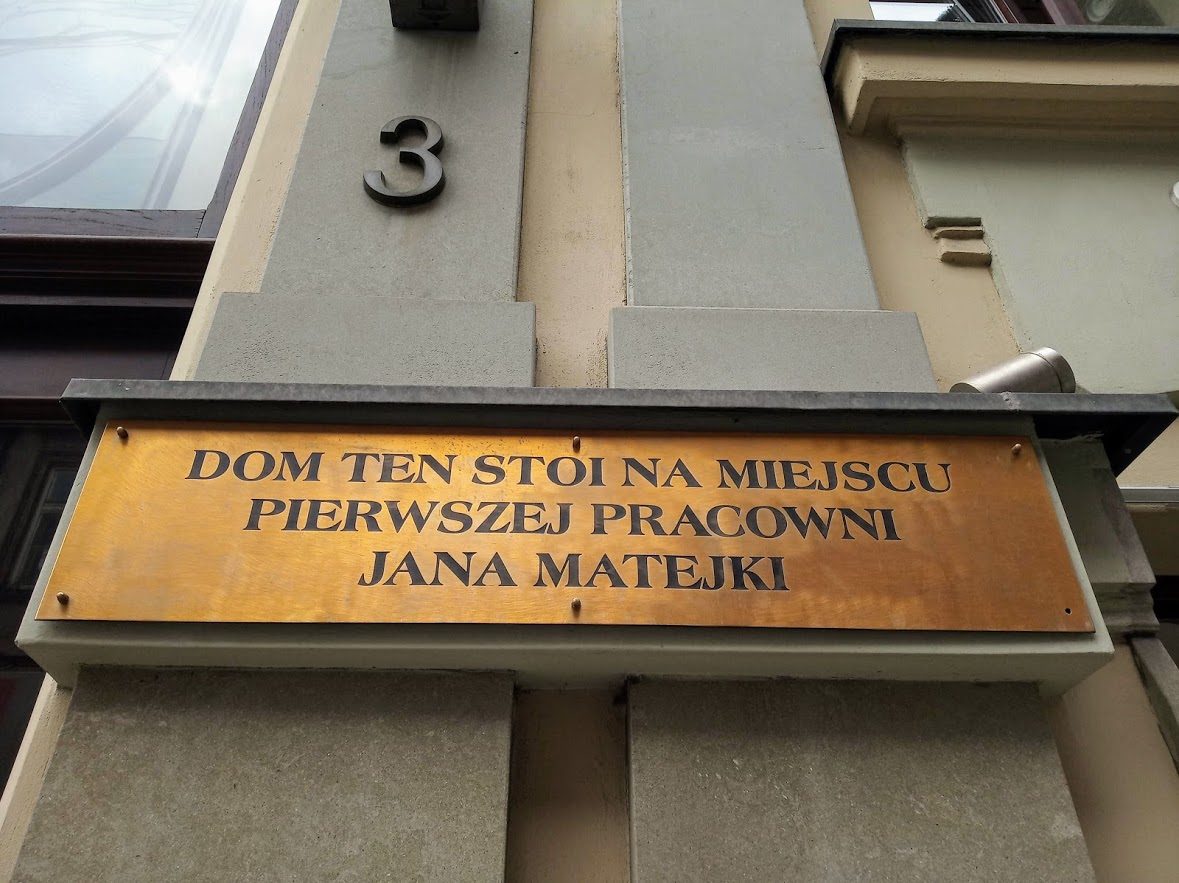 3
DOM TEN STOI NA MIEJSCU
PIERWSZEJ PRACOWNI
JANA MATEJKI